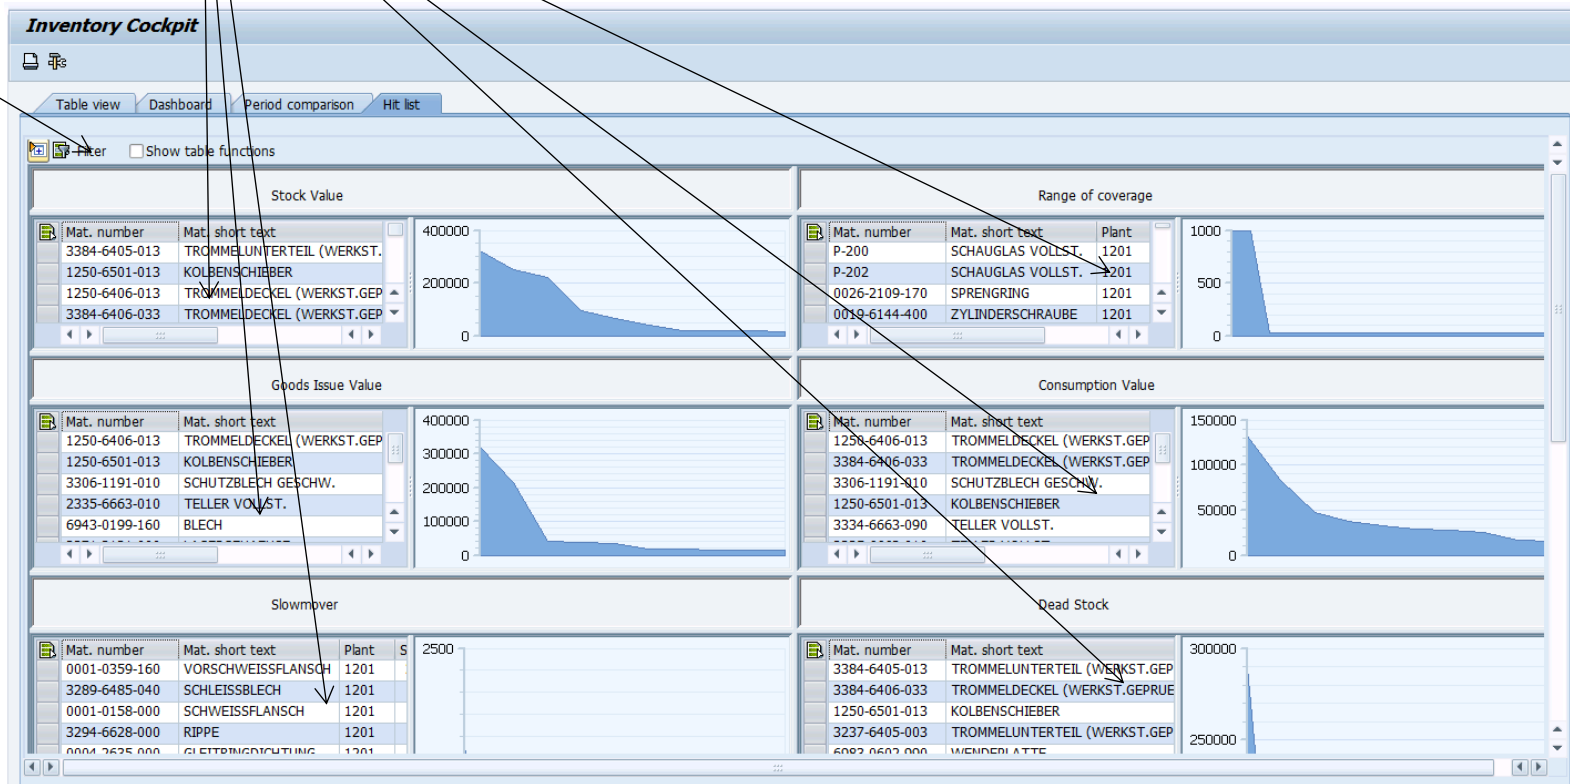 Inventory Cockpit
Table view Dashboard Period comparison Hit list
Filter Show table functions
Stock Value
Mat. number Mat. short text
3384-6405-013 TROMMELUNTERTEIL (WERKST.
1250-6501-013 KOLBENSCHIEBER
1250-6406-013 TROMMELDECKEL (WERKST.GEP
3384-6406-033 TROMMELDECKEL (WERKST.GEP
400000
200000
0
Range of coverage
Mat. number Mat. short text Plant
P-200 SCHAUGLAS VOLLST. 1201
P-202 SCHAUGLAS VOLLST. 1201
0026-2109-170 SPRENGRING 1201
0019-6144-400 ZYLINDERSCHRAUBE 1201
1000
500
0
Goods Issue Value
Mat. number Mat. short text
1250-6406-013 TROMMELDECKEL (WERKST.GEP
1250-6501-013 KOLBENSCHIEBER
3306-1191-010 SCHUTZBLECH GESCHW.
2335-6663-010 TELLER VOLLST.
6943-0199-160 BLECH
400000
300000
200000
100000
0
Consumption Value
Mat. number Mat. short text
1250-6406-013 TROMMELDECKEL (WERKST.GEP
3384-6406-033 TROMMELDECKEL (WERKST.GEP
3306-1191-010 SCHUTZBLECH GESCHW.
1250-6501-013 KOLBENSCHIEBER
3334-6663-090 TELLER VOLLST.
150000
100000
50000
0
Slowmover
Mat. number Mat. short text Plant S
0001-0359-160 VORSCHWEISSFLANSCH 1201
3289-6485-040 SCHLEISSBLECH 1201
0001-0158-000 SCHWEISSFLANSCH 1201
3294-6628-000 RIPPE 1201
0004-2635-000 GLEITRINGDICHTUNG 1201
2500
Dead Stock
Mat. number Mat. short text
3384-6405-013 TROMMELUNTERTEIL (WERKST.GEP
3384-6406-033 TROMMELDECKEL (WERKST.GEPRUE
1250-6501-013 KOLBENSCHIEBER
3237-6405-003 TROMMELUNTERTEIL (WERKST.GEP
6983-0602-990 WENDEPLATTE
300000
250000